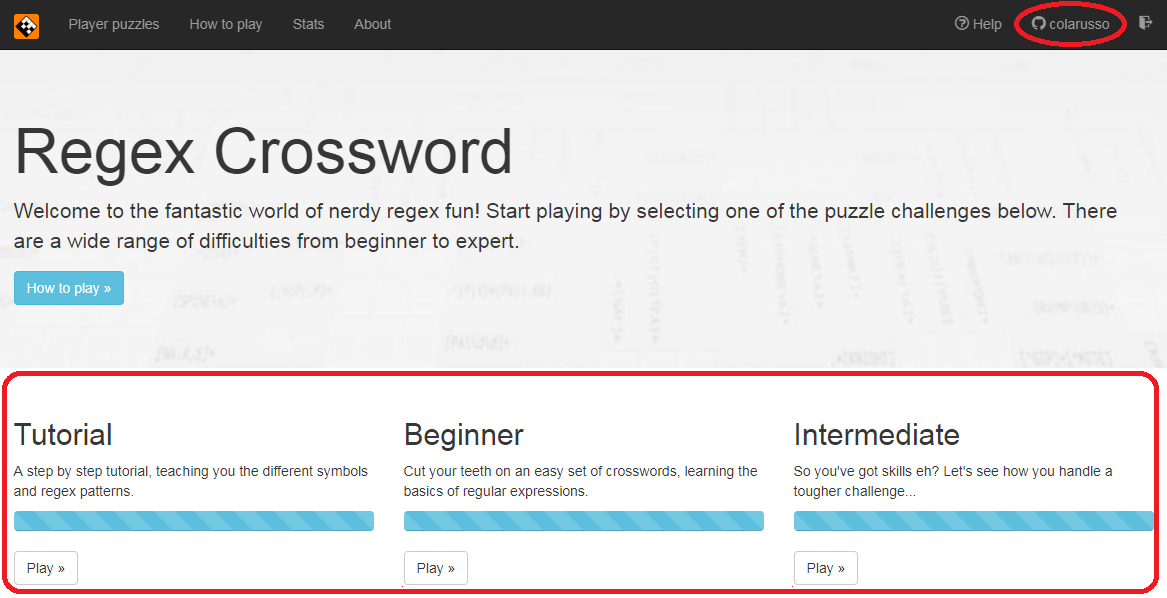 Player puzzles How to play Stats About Help colarusso
Regex Crossword
Welcome to the fantastic world of nerdy regex fun! Start playing by selecting one of the puzzle challenges below. There
are a wide range of difficulties from beginner to expert.
How to play »
Tutorial
A step by step tutorial, teaching you the different symbols
and regex patterns.
Play »
Beginner
Cut your teeth on an easy set of crosswords, learning the
basics of regular expressions.
Play »
Intermediate
So you've got skills eh? Let's see how you handle a
tougher challenge...
Play »